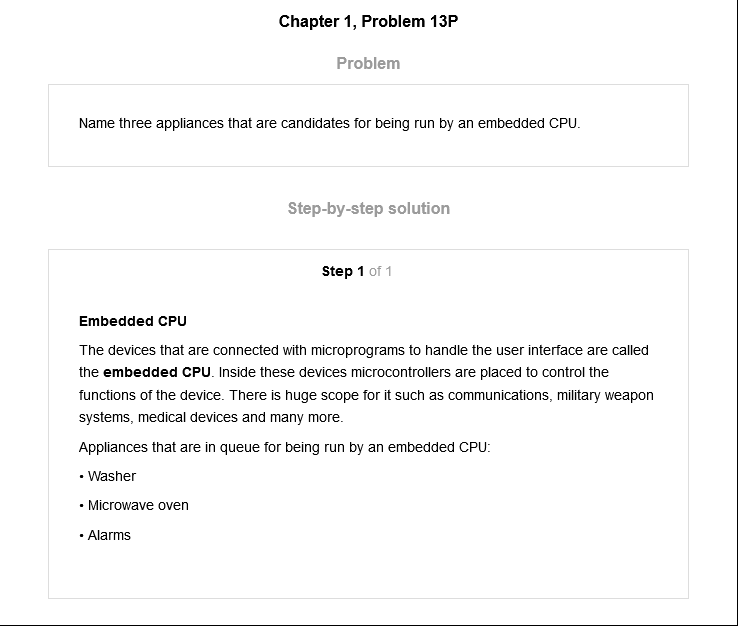 Chapter 1, Problem 13P
Problem
Name three appliances that are candidates for being run by an embedded CPU.
Step-by-step solution
Step 1 of 1
Embedded CPU
The devices that are connected with microprograms to handle the user interface are called
the embedded CPU. Inside these devices microcontrollers are placed to control the
functions of the device. There is huge scope for it such as communications, military weapon
systems, medical devices and many more.
Appliances that are in queue for being run by an embedded CPU:
• Washer
• Microwave oven
• Alarms